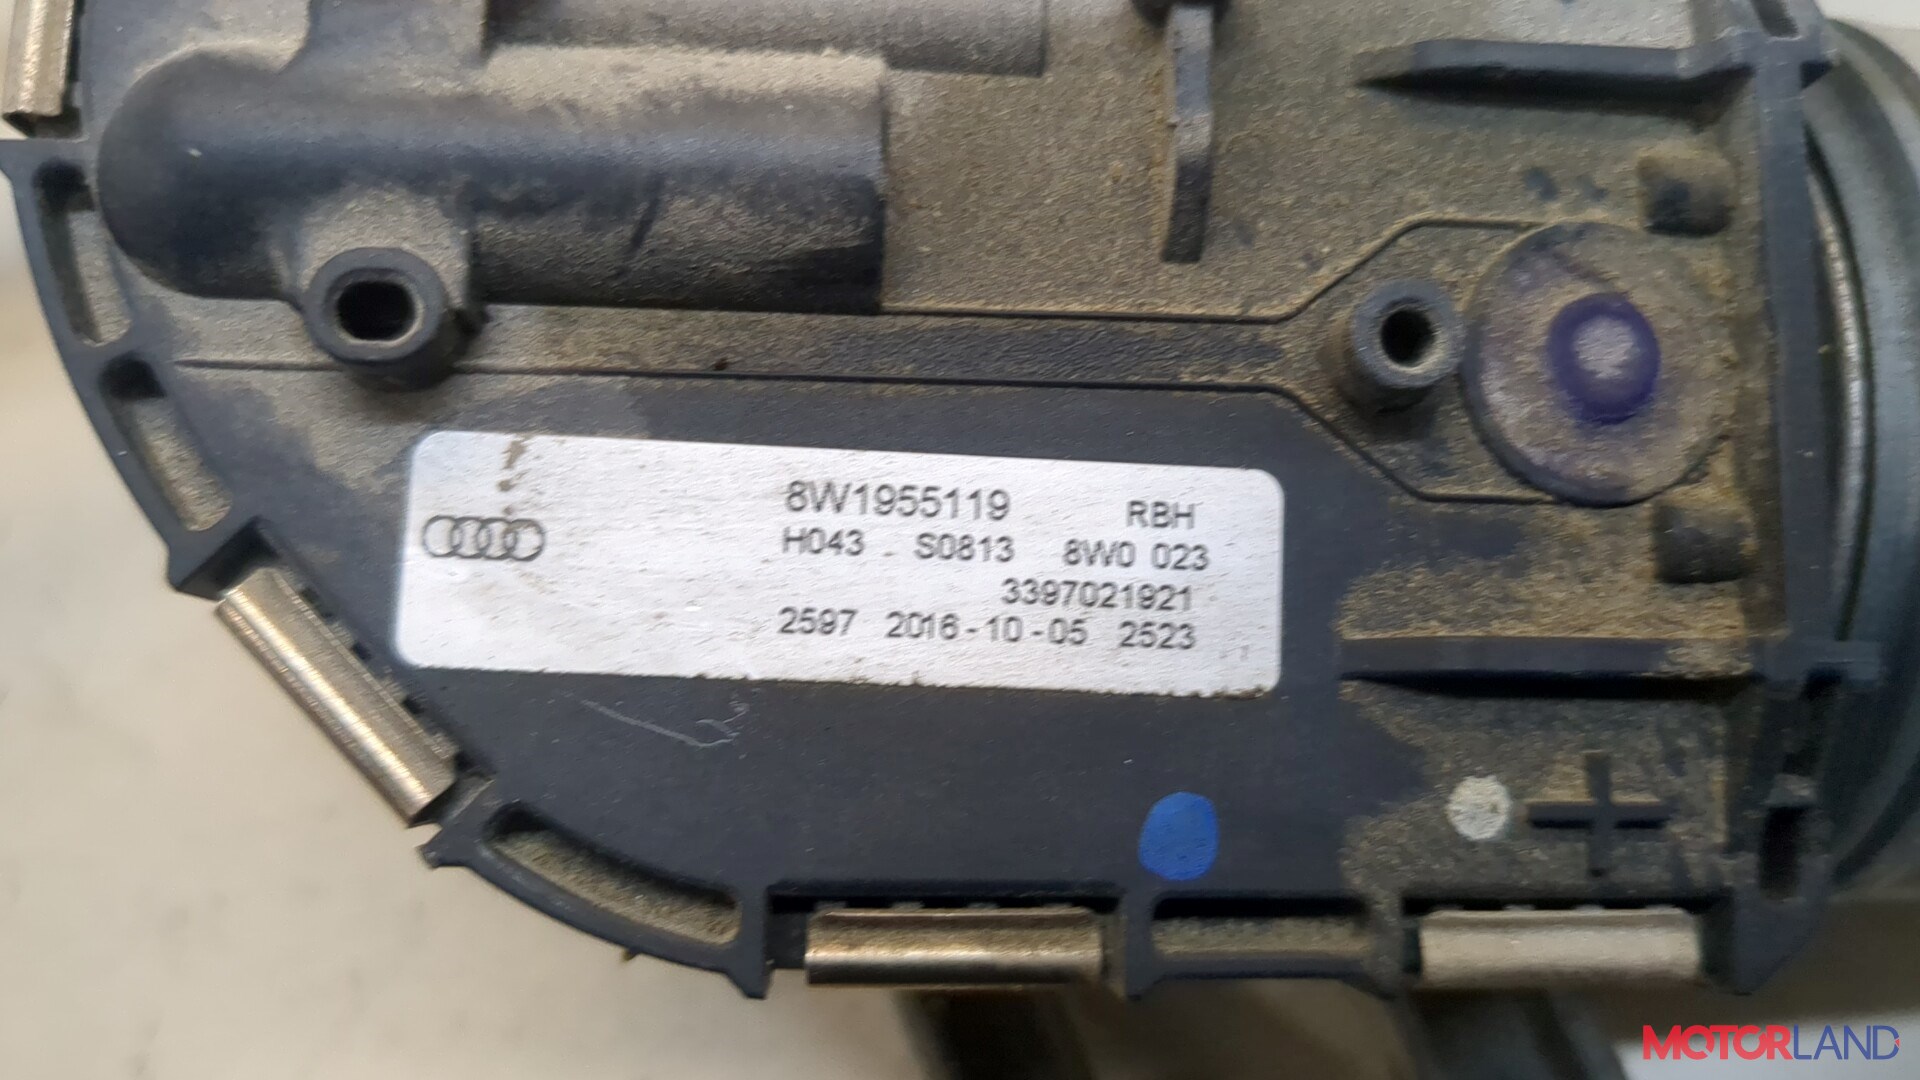 8W1955119 RBH
H043 S0813 8W0 023
3397021921
2597 2016-10-05 2523
MOTORLAND